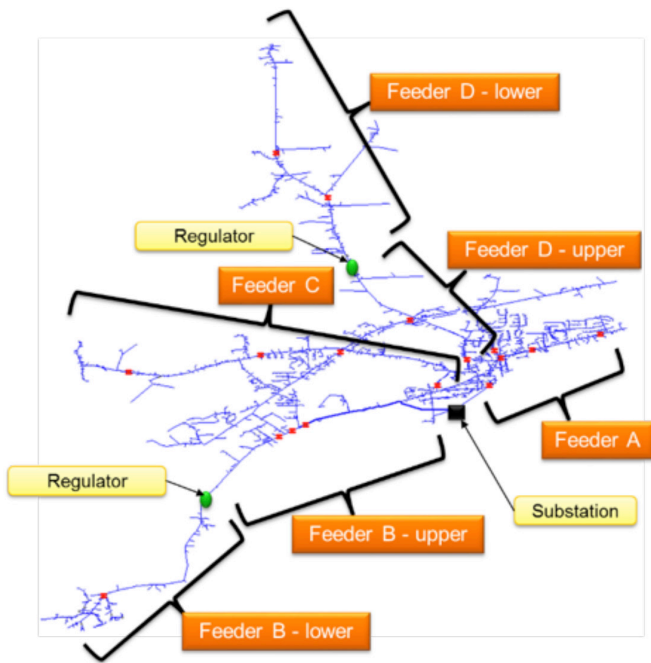 Feeder D - lower
Regulator
Feeder D - upper
Feeder C
Feeder A
Regulator
Substation
Feeder B - upper
Feeder B - lower